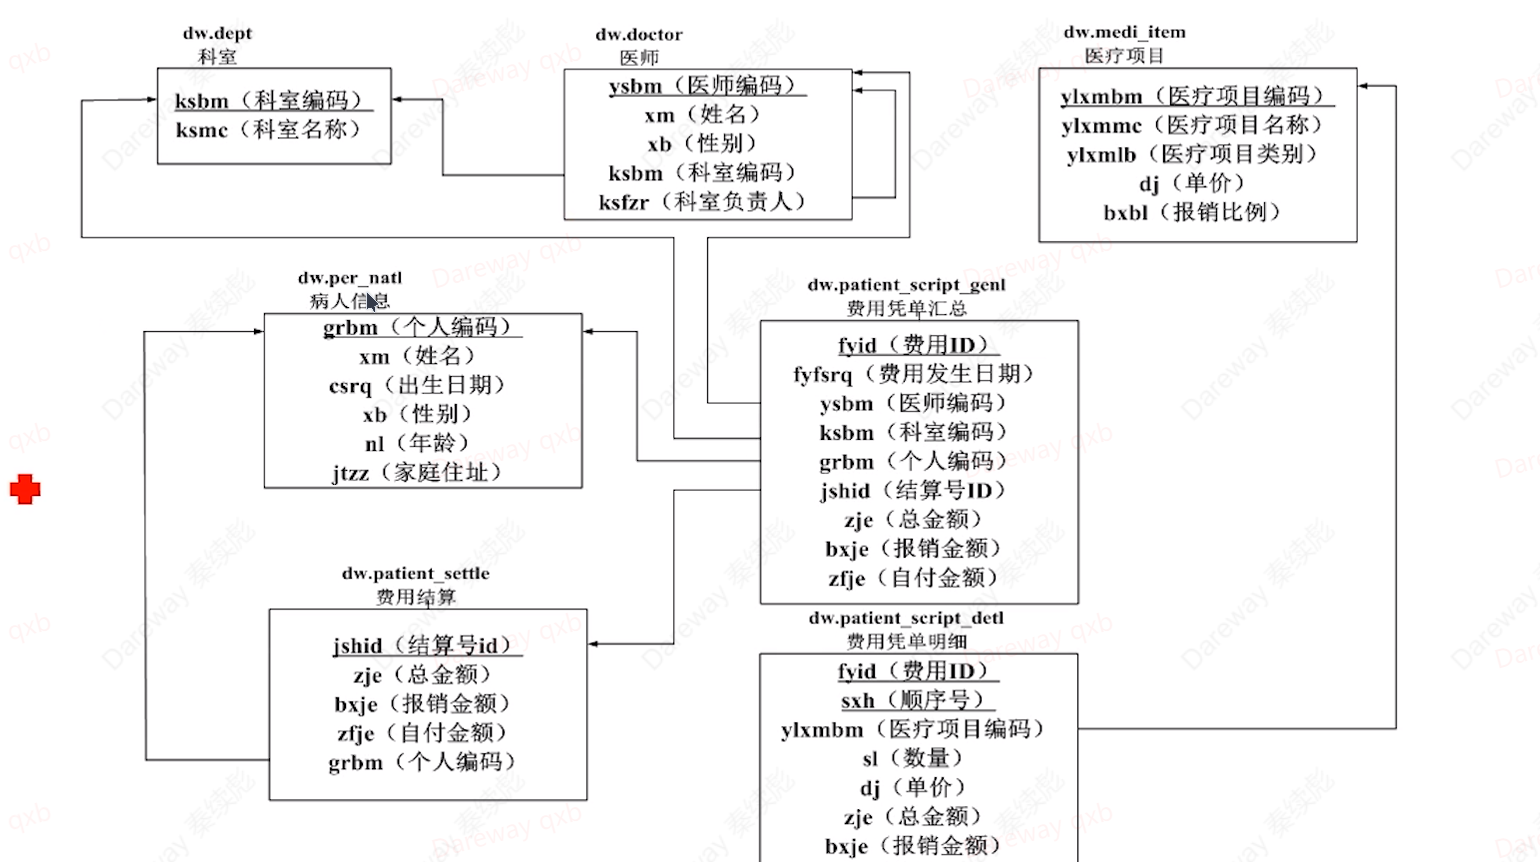 dw.dept
科室
ksbm（科室编码）
ksmc（科室名称）
dw.doctor
医师
ysbm（医师编码）
xm（姓名）
xb（性别）
ksbm（科室编码）
ksfzr（科室负责人）
dw.medi_item
医疗项目
ylxmbm（医疗项目编码）
ylxmmc（医疗项目名称）
ylxmlb（医疗项目类别）
dj（单价）
bxbl（报销比例）
dw.per_natl
病人信息
grbm（个人编码）
xm（姓名）
csrq（出生日期）
xb（性别）
nl（年龄）
jtzz（家庭住址）
dw.patient_script_genl
费用凭单汇总
fyid（费用ID）
fyfsrq（费用发生日期）
ysbm（医师编码）
ksbm（科室编码）
grbm（个人编码）
jshid（结算号ID）
zje（总金额）
bxje（报销金额）
zfje（自付金额）
dw.patient_settle
费用结算
jshid（结算号id）
zje（总金额）
bxje（报销金额）
zfje（自付金额）
grbm（个人编码）
dw.patient_script_detl
费用凭单明细
fyid（费用ID）
sxh（顺序号）
ylxmbm（医疗项目编码）
sl（数量）
dj（单价）
zje（总金额）
bxje（报销金额）
Dareway 秦续彪
Dareway qxb